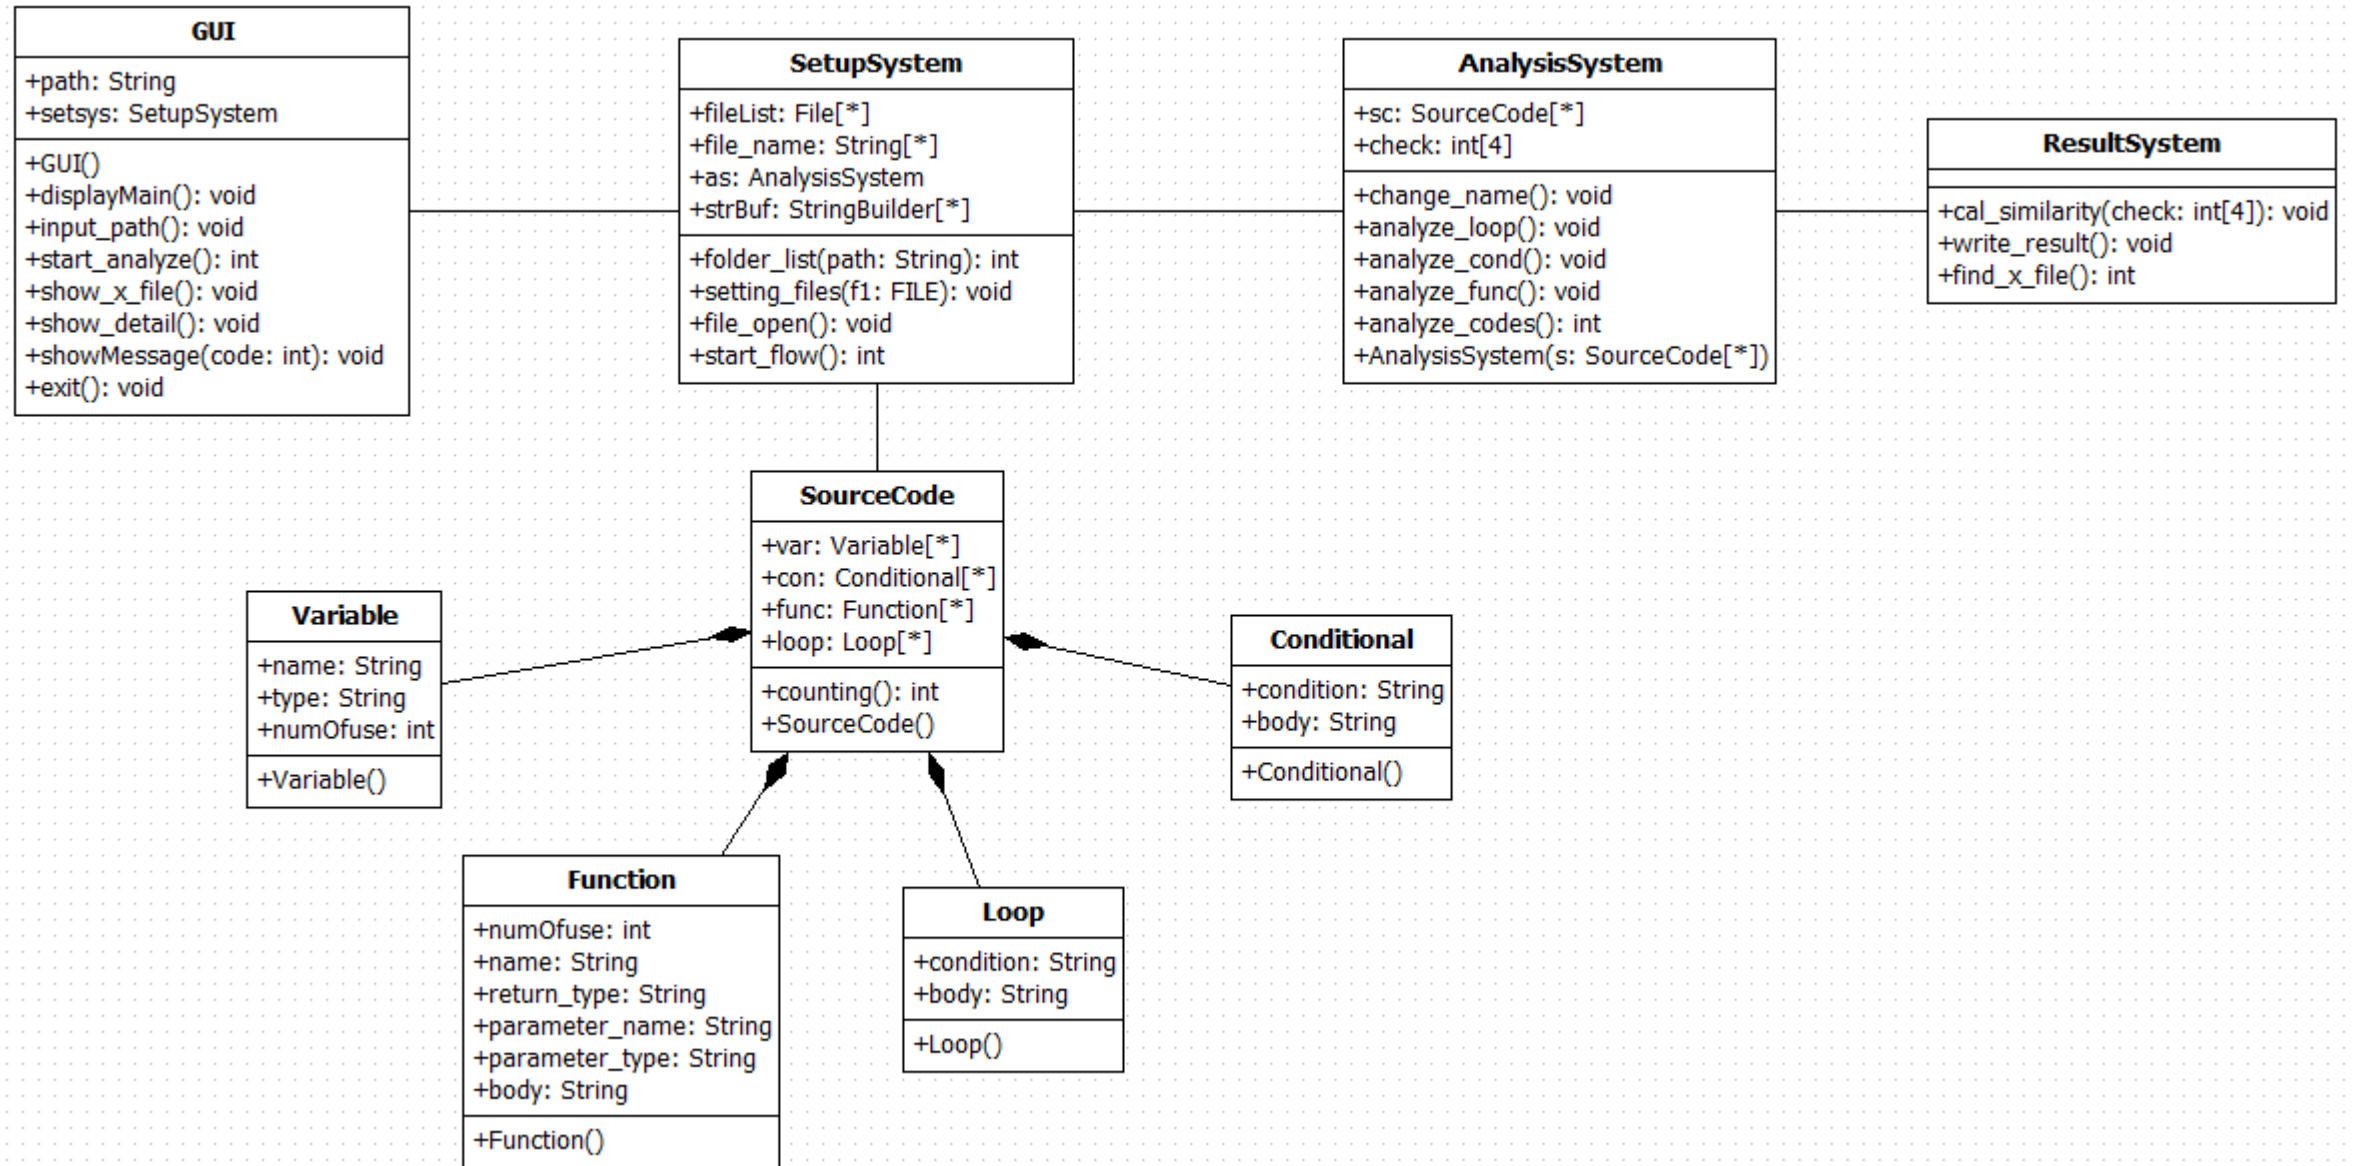 GUI
+path: String
+setsys: SetupSystem
+GUI()
+displayMain(): void
+input_path(): void
+start_analyze(): int
+show_x_file(): void
+show_detail(): void
+showMessage(code: int): void
+exit(): void
SetupSystem
+fileList: File[*]
+file_name: String[*]
+as: AnalysisSystem
+strBuf: StringBuilder[*]
+folder_list(path: String): int
+setting_files(f1: FILE): void
+file_open(): void
+start_flow(): int
AnalysisSystem
+sc: SourceCode[*]
+check: int[4]
+change_name(): void
+analyze_loop(): void
+analyze_cond(): void
+analyze_func(): void
+analyze_codes(): int
+AnalysisSystem(s: SourceCode[*])
ResultSystem
+cal_similarity(check: int[4]): void
+write_result(): void
+find_x_file(): int
SourceCode
+var: Variable[*]
+con: Conditional[*]
+func: Function[*]
+loop: Loop[*]
+counting(): int
+SourceCode()
Variable
+name: String
+type: String
+numOfuse: int
+Variable()
Conditional
+condition: String
+body: String
+Conditional()
Function
+numOfuse: int
+name: String
+return_type: String
+parameter_name: String
+parameter_type: String
+body: String
+Function()
Loop
+condition: String
+body: String
+Loop()